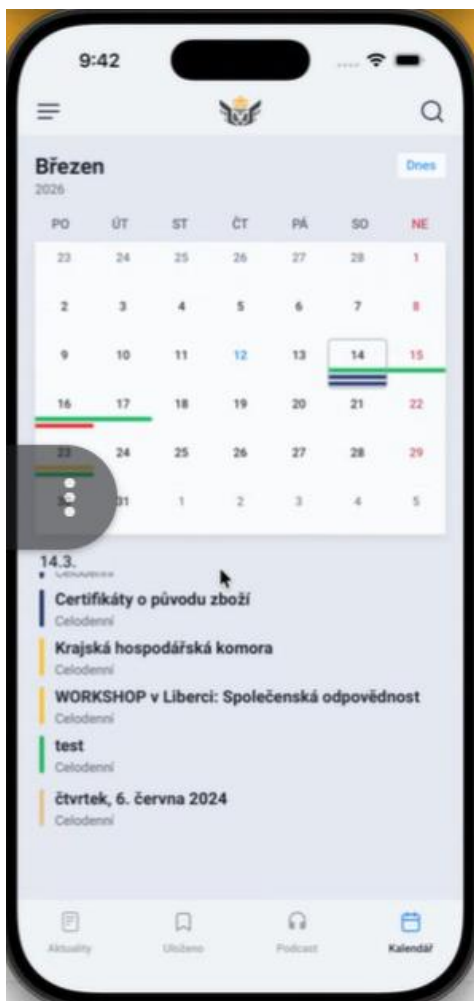 9:42
Březen
Dnes
2026
PO ÚT ST ČT PÁ SO NE
23 24 25 26 27 28 1
2 3 4 5 6 7 8
9 10 11 12 13 14 15
16 17 18 19 20 21 22
23 24 25 26 27 28 29
31 1 2 3 4 5
14.3.
Celodenní
Certifikáty o původu zboží
Celodenní
Krajská hospodářská komora
Celodenní
WORKSHOP v Liberci: Společenská odpovědnost
Celodenní
test
Celodenní
čtvrtek, 6. června 2024
Celodenní
Aktuality Uloženo Podcast Kalendář